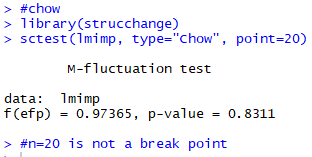 > #chow
> library(strucchange)
> sctest(lmimp, type="Chow", point=20)
M-fluctuation test
data: lmimp
f(efp) = 0.97365, p-value = 0.8311
> #n=20 is not a break point